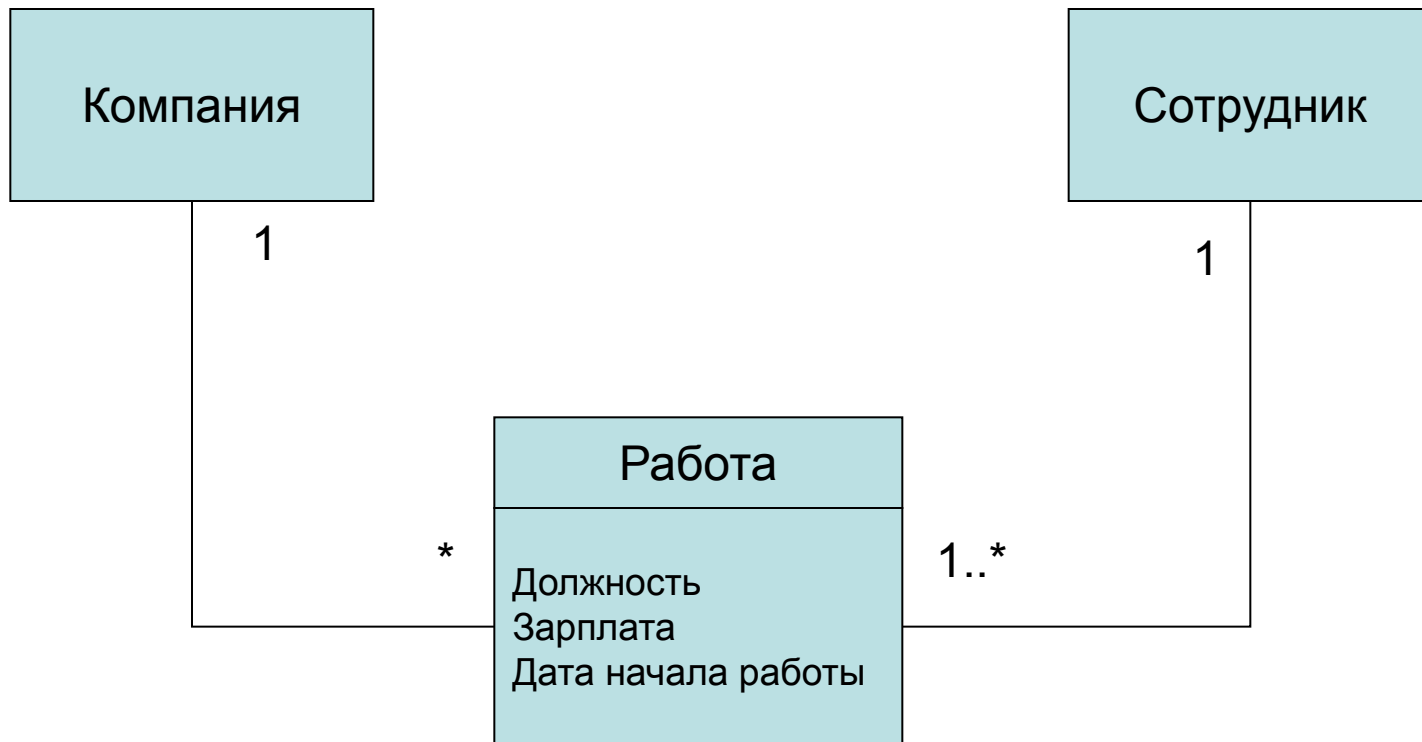 Компания
Сотрудник
1
1
Работа
*
1..*
Должность
Зарплата
Дата начала работы